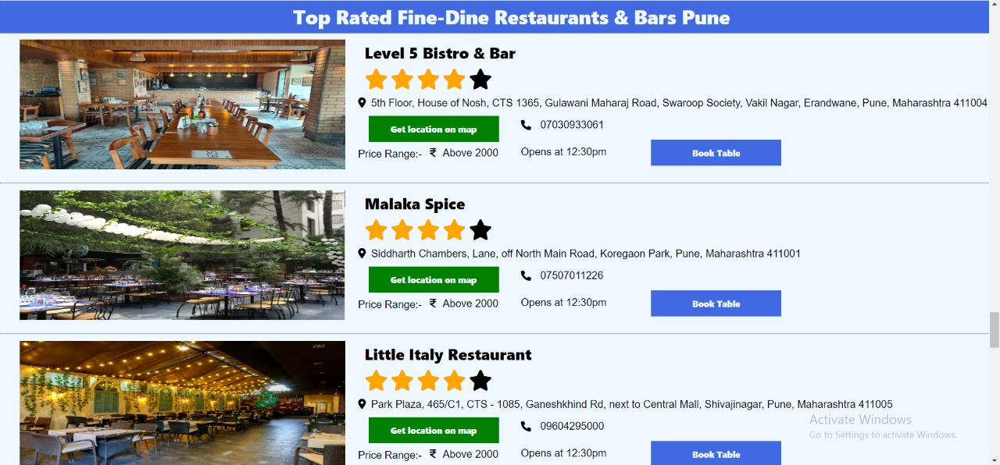 Top Rated Fine-Dine Restaurants & Bars Pune
Level 5 Bistro & Bar
5th Floor, House of Nosh, CTS 1365, Gulawani Maharaj Road, Swaroop Society, Vakil Nagar, Erandwane, Pune, Maharashtra 411004
Get location on map 07030933061
Price Range:- ₹ Above 2000 Opens at 12:30pm Book Table
Malaka Spice
Siddharth Chambers, Lane, off North Main Road, Koregaon Park, Pune, Maharashtra 411001
Get location on map 07507011226
Price Range:- ₹ Above 2000 Opens at 12:30pm Book Table
Little Italy Restaurant
Park Plaza, 465/C1, CTS - 1085, Ganeshkhind Rd, next to Central Mall, Shivajinagar, Pune, Maharashtra 411005
Activate Windows
Get location on map 09604295000
Go to Settings to activate Windows.
Price Range:- ₹ Above 2000 Opens at 12:30pm Book Table